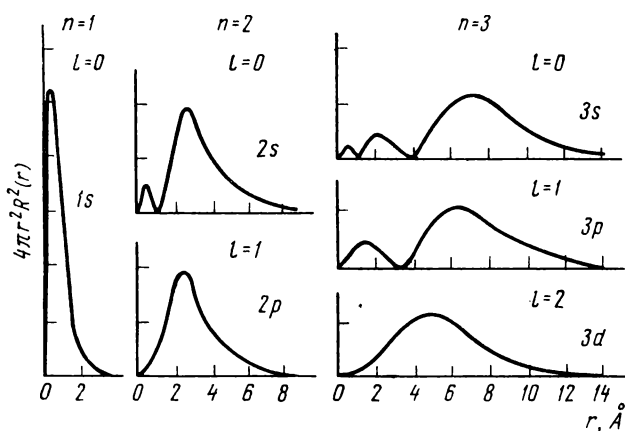 n=1
l=0
1s
4πr²R²(r)
0 2
n=2
l=0
2s
l=1
2p
0 2 4 6 8
n=3
l=0
3s
l=1
3p
l=2
3d
0 2 4 6 8 10 12 14
r, Å